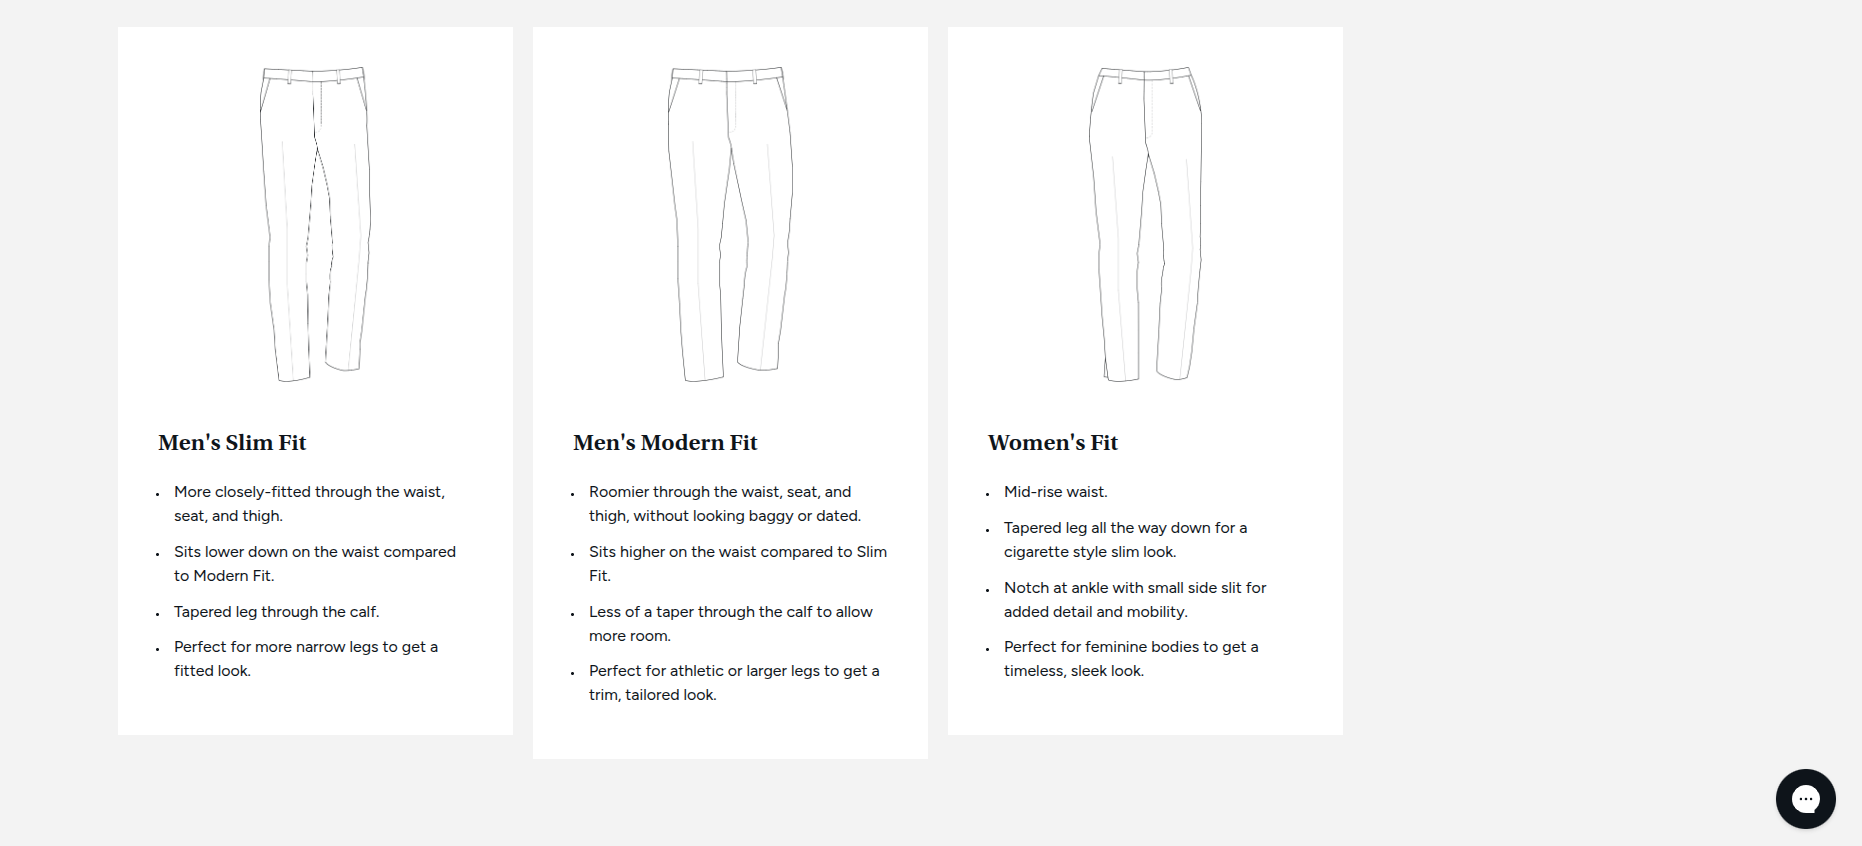 Men's Slim Fit
• More closely-fitted through the waist,
seat, and thigh.
• Sits lower down on the waist compared
to Modern Fit.
• Tapered leg through the calf.
• Perfect for more narrow legs to get a
fitted look.
Men's Modern Fit
• Roomier through the waist, seat, and
thigh, without looking baggy or dated.
• Sits higher on the waist compared to Slim
Fit.
• Less of a taper through the calf to allow
more room.
• Perfect for athletic or larger legs to get a
trim, tailored look.
Women's Fit
• Mid-rise waist.
• Tapered leg all the way down for a
cigarette style slim look.
• Notch at ankle with small side slit for
added detail and mobility.
• Perfect for feminine bodies to get a
timeless, sleek look.